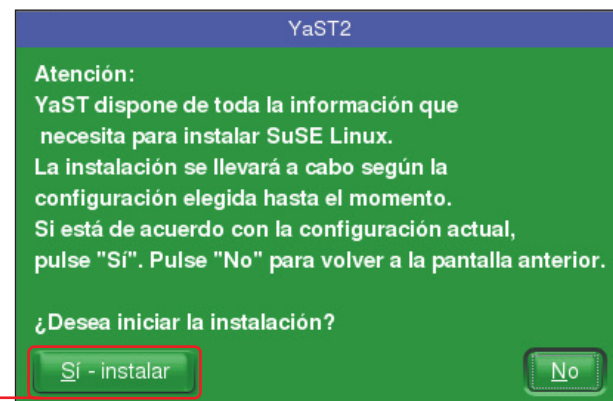 YaST2
Atención:
YaST dispone de toda la información que
necesita para instalar SuSE Linux.
La instalación se llevará a cabo según la
configuración elegida hasta el momento.
Si está de acuerdo con la configuración actual,
pulse "Sí". Pulse "No" para volver a la pantalla anterior.
¿Desea iniciar la instalación?
Sí - instalar
No